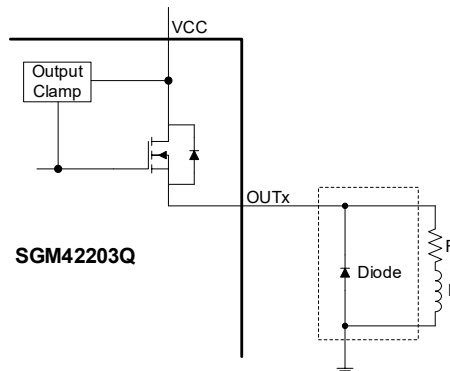 VCC
Output
Clamp
OUTx
SGM42203Q
Diode